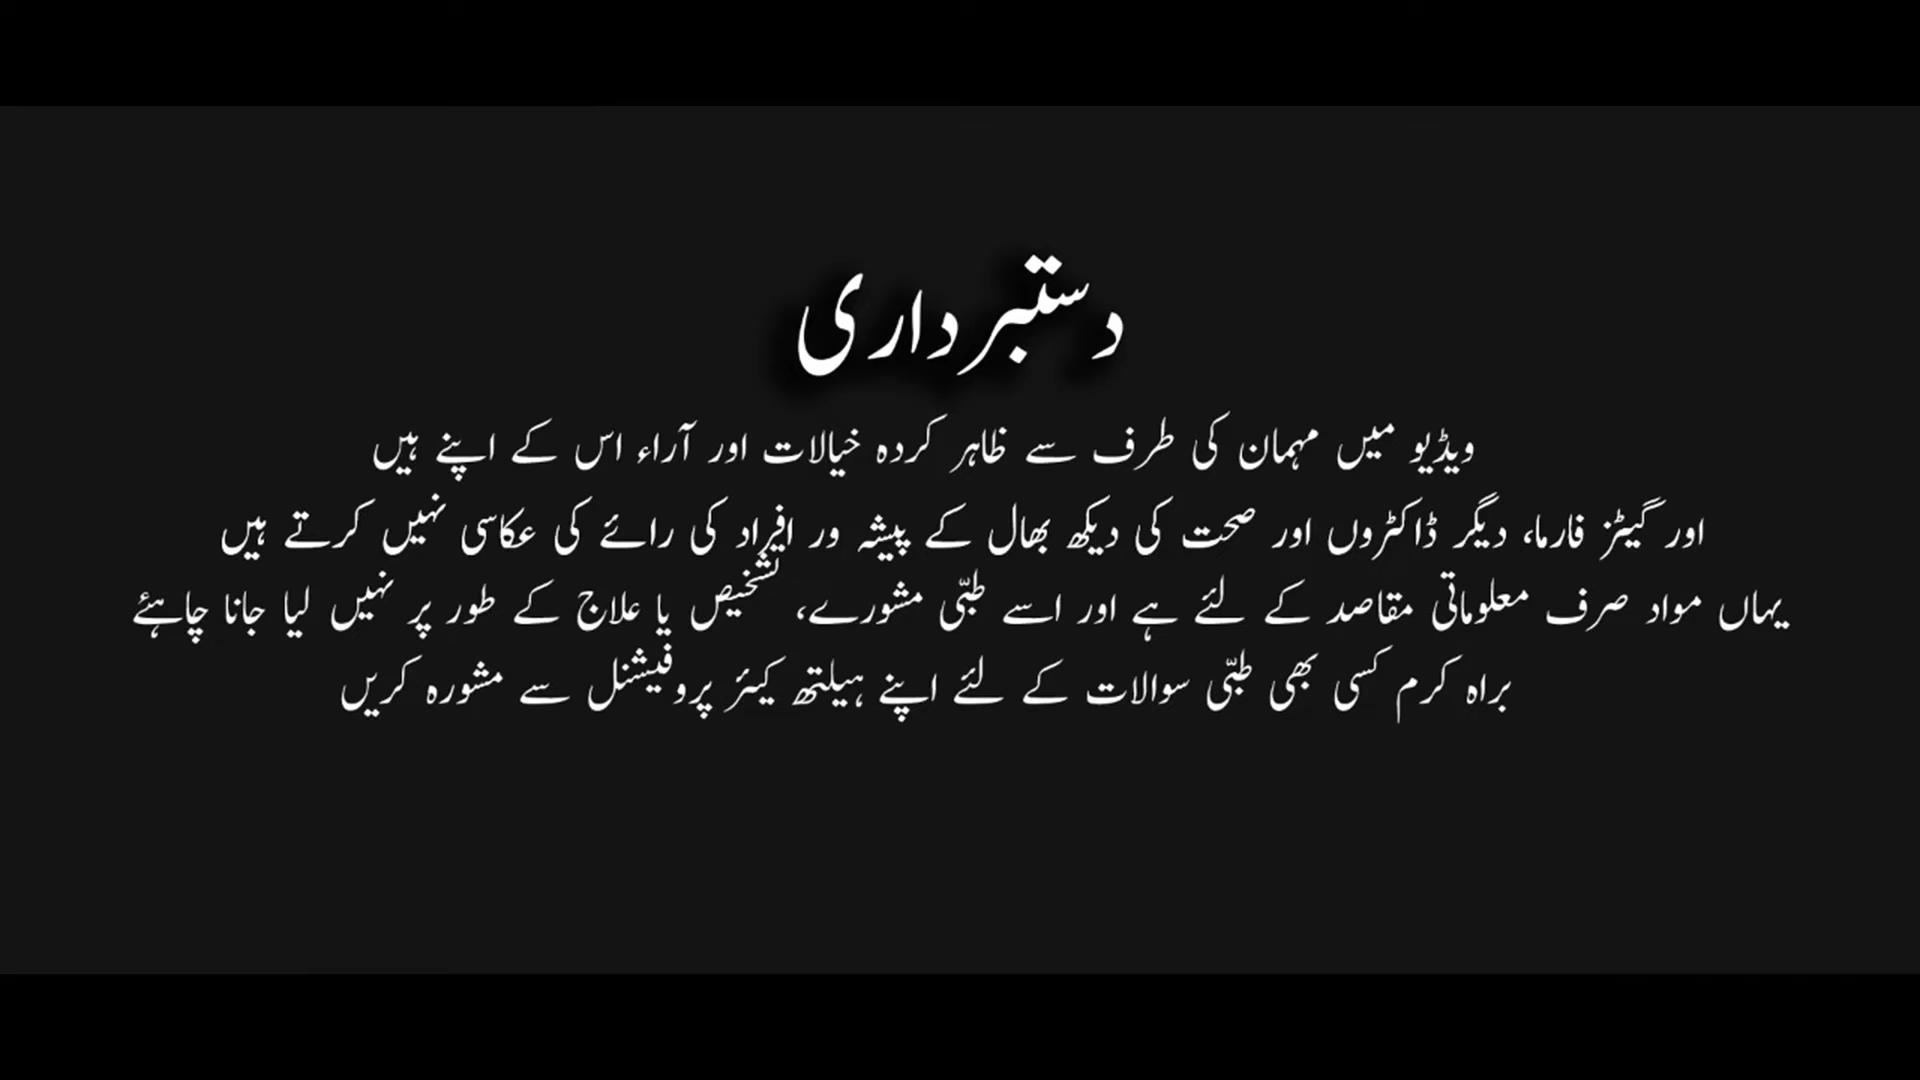 دستبرداری
ویڈیو میں مہمان کی طرف سے ظاہر کردہ خیالات اور آراء اس کے اپنے ہیں
اور گیٹز فارما، دیگر ڈاکٹروں اور صحت کی دیکھ بھال کے پیشہ ور افراد کی رائے کی عکاسی نہیں کرتے ہیں
یہاں مواد صرف معلوماتی مقاصد کے لئے ہے اور اسے طبّی مشورے، تشخیص یا علاج کے طور پر نہیں لیا جانا چاہئے
براہ کرم کسی بھی طبّی سوالات کے لئے اپنے ہیلتھ کیئر پروفیشنل سے مشورہ کریں